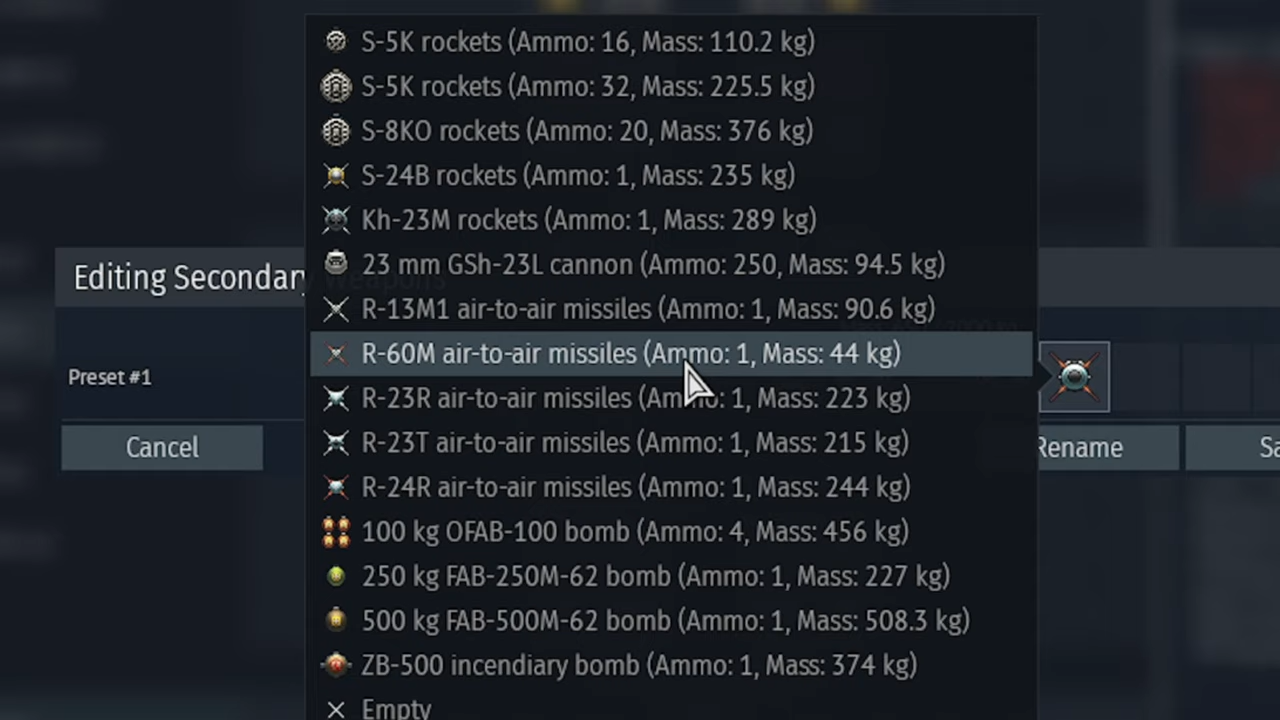 S-5K rockets (Ammo: 16, Mass: 110.2 kg)
S-5K rockets (Ammo: 32, Mass: 225.5 kg)
S-8KO rockets (Ammo: 20, Mass: 376 kg)
S-24B rockets (Ammo: 1, Mass: 235 kg)
Kh-23M rockets (Ammo: 1, Mass: 289 kg)
Editing Secondary Weapons
23 mm GSh-23L cannon (Ammo: 250, Mass: 94.5 kg)
R-13M1 air-to-air missiles (Ammo: 1, Mass: 90.6 kg)
R-60M air-to-air missiles (Ammo: 1, Mass: 44 kg)
Preset #1
R-23R air-to-air missiles (Ammo: 1, Mass: 223 kg)
R-23T air-to-air missiles (Ammo: 1, Mass: 215 kg)
Cancel
Rename
Sa
R-24R air-to-air missiles (Ammo: 1, Mass: 244 kg)
100 kg OFAB-100 bomb (Ammo: 4, Mass: 456 kg)
250 kg FAB-250M-62 bomb (Ammo: 1, Mass: 227 kg)
500 kg FAB-500M-62 bomb (Ammo: 1, Mass: 508.3 kg)
ZB-500 incendiary bomb (Ammo: 1, Mass: 374 kg)
Empty